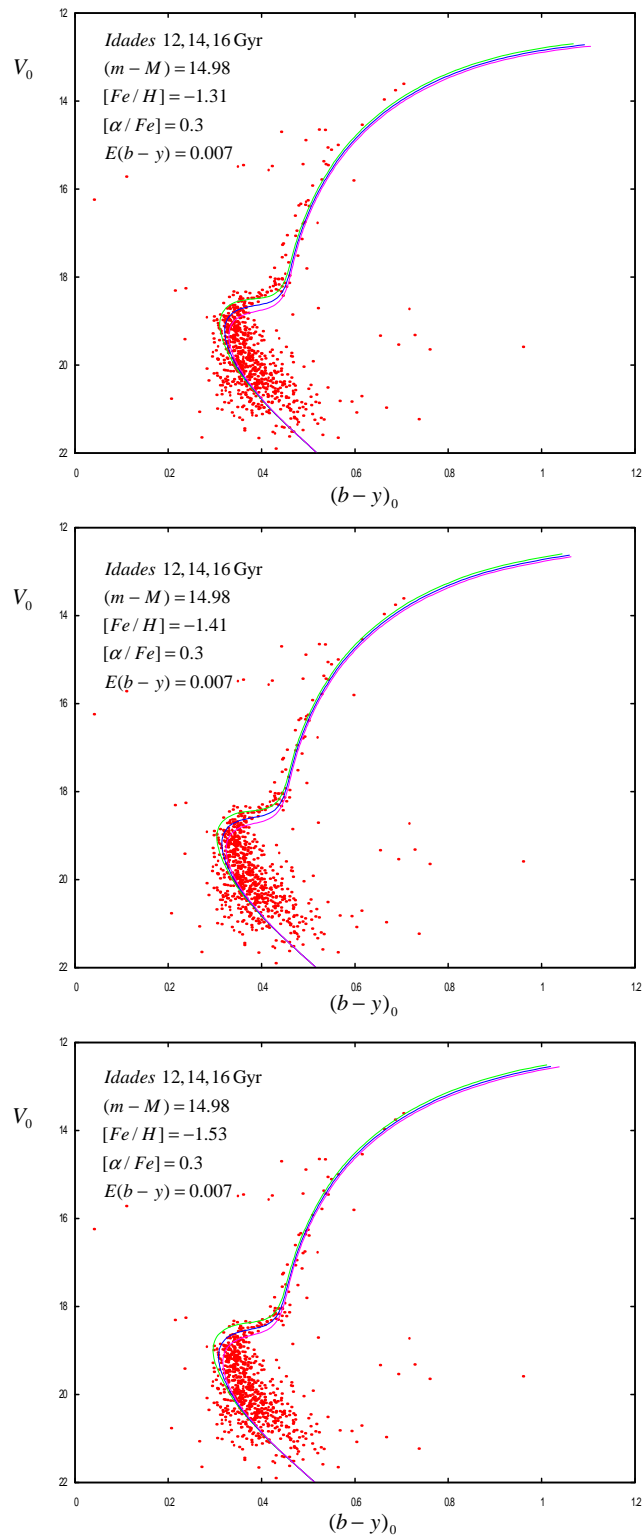 12
Idades 12,14,16 Gyr
V₀
(m − M) = 14.98
14
[Fe/H] = −1.31
[α/Fe] = 0.3
E(b − y) = 0.007
16
18
20
22
0 0.2 0.4 0.6 0.8 1 1.2
(b − y)₀
12
Idades 12,14,16 Gyr
V₀
(m − M) = 14.98
14
[Fe/H] = −1.41
[α/Fe] = 0.3
E(b − y) = 0.007
16
18
20
22
0 0.2 0.4 0.6 0.8 1 1.2
(b − y)₀
12
Idades 12,14,16 Gyr
V₀
(m − M) = 14.98
14
[Fe/H] = −1.53
[α/Fe] = 0.3
E(b − y) = 0.007
16
18
20
22
0 0.2 0.4 0.6 0.8 1 1.2
(b − y)₀